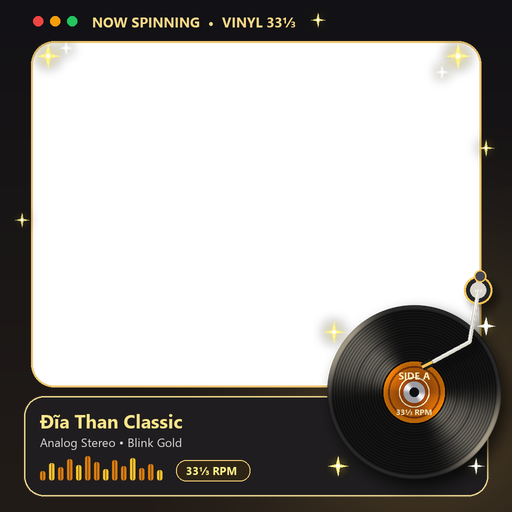 NOW SPINNING • VINYL 33⅓
SIDE A
33⅓ RPM
Đĩa Than Classic
Analog Stereo • Blink Gold
33⅓ RPM